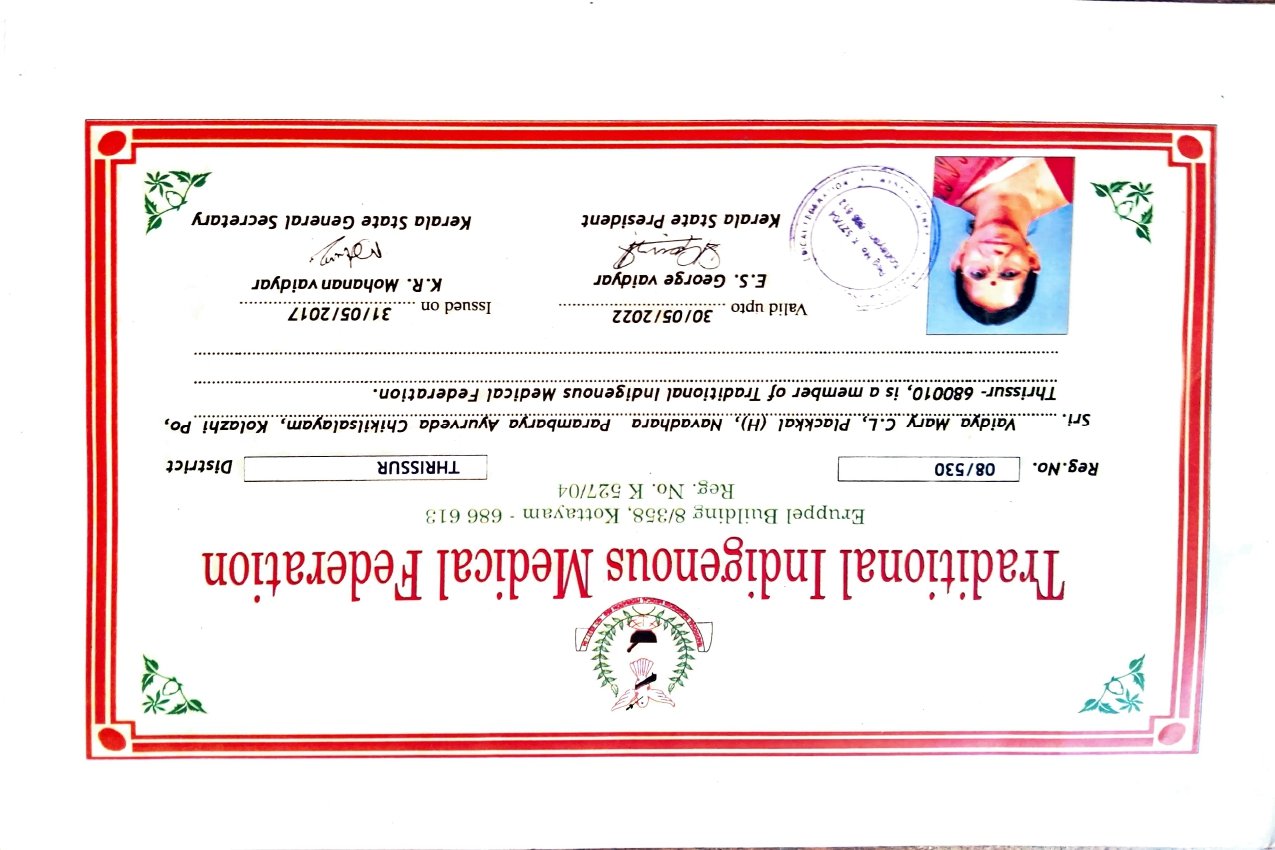 Traditional Indigenous Medical Federation
Eruppel Building 8/358, Kottayam - 686 613
Reg. No. K 527/04
Reg.No. 08/530 THRISSUR District
Sri. Vaidya Mary C.L, Plackkal (H), Navadhara Parambarya Ayurveda Chikitsalayam, Kolazhi Po,
Thrissur- 680010, is a member of Traditional Indigenous Medical Federation.
Valid upto 30/05/2022 Issued on 31/05/2017
E.S. George vaidyar K.R. Mohanan vaidyar
Kerala State President Kerala State General Secretary